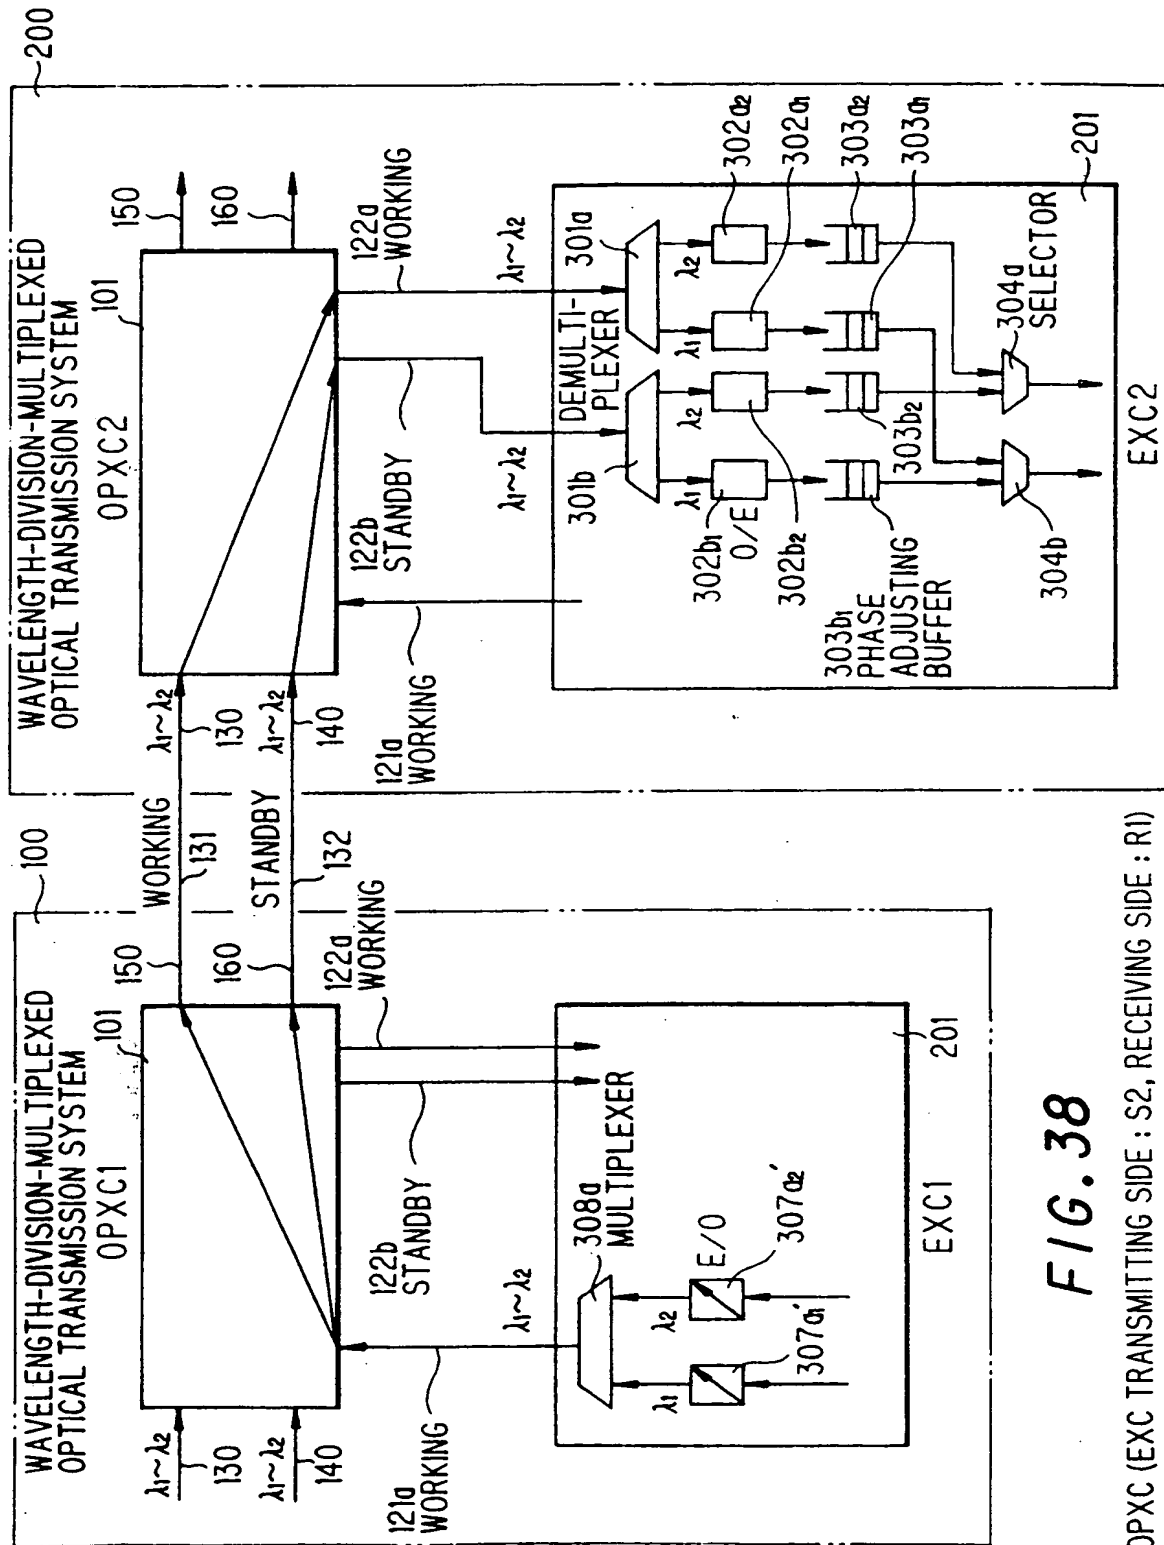 WAVELENGTH-DIVISION-MULTIPLEXED
OPTICAL TRANSMISSION SYSTEM
100
OPXC1
101
λ1~λ2
130
λ1~λ2
140
150
160
WORKING
131
STANDBY
132
121a
WORKING
122b
STANDBY
122a
WORKING
λ1~λ2
308a
MULTIPLEXER
λ1
λ2
E/O
307a1'
307a2'
201
EXC1
WAVELENGTH-DIVISION-MULTIPLEXED
OPTICAL TRANSMISSION SYSTEM
200
OPXC2
101
λ1~λ2
130
λ1~λ2
140
150
160
121a
WORKING
122b
STANDBY
122a
WORKING
λ1~λ2
λ1~λ2
DEMULTI-
PLEXER
301b
301a
λ1
λ2
λ1
λ2
302b1
O/E
302b2
302a2
302a1
303a2
303a1
303b1
PHASE
ADJUSTING
BUFFER
303b2
304b
304a
SELECTOR
201
EXC2
FIG. 38
OPXC (EXC TRANSMITTING SIDE : S2, RECEIVING SIDE : R1)